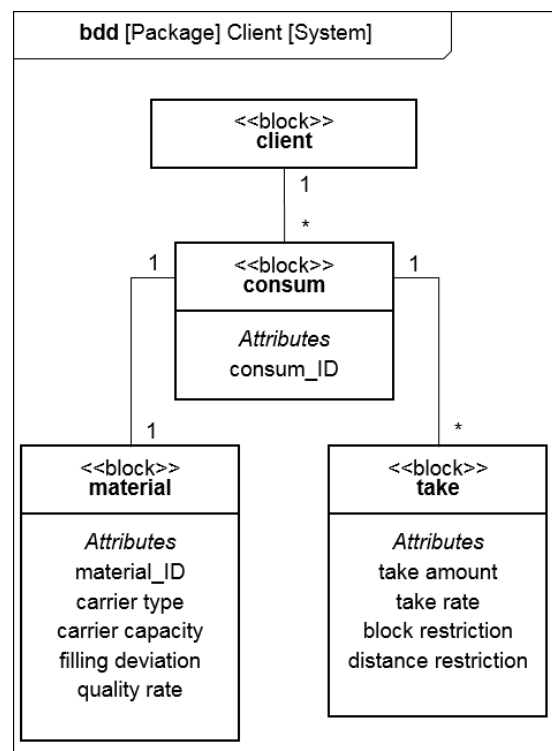 bdd [Package] Client [System]
<<block>>
client
1
*
1
<<block>>
consum
1
Attributes
consum_ID
1
*
<<block>>
material
Attributes
material_ID
carrier type
carrier capacity
filling deviation
quality rate
<<block>>
take
Attributes
take amount
take rate
block restriction
distance restriction